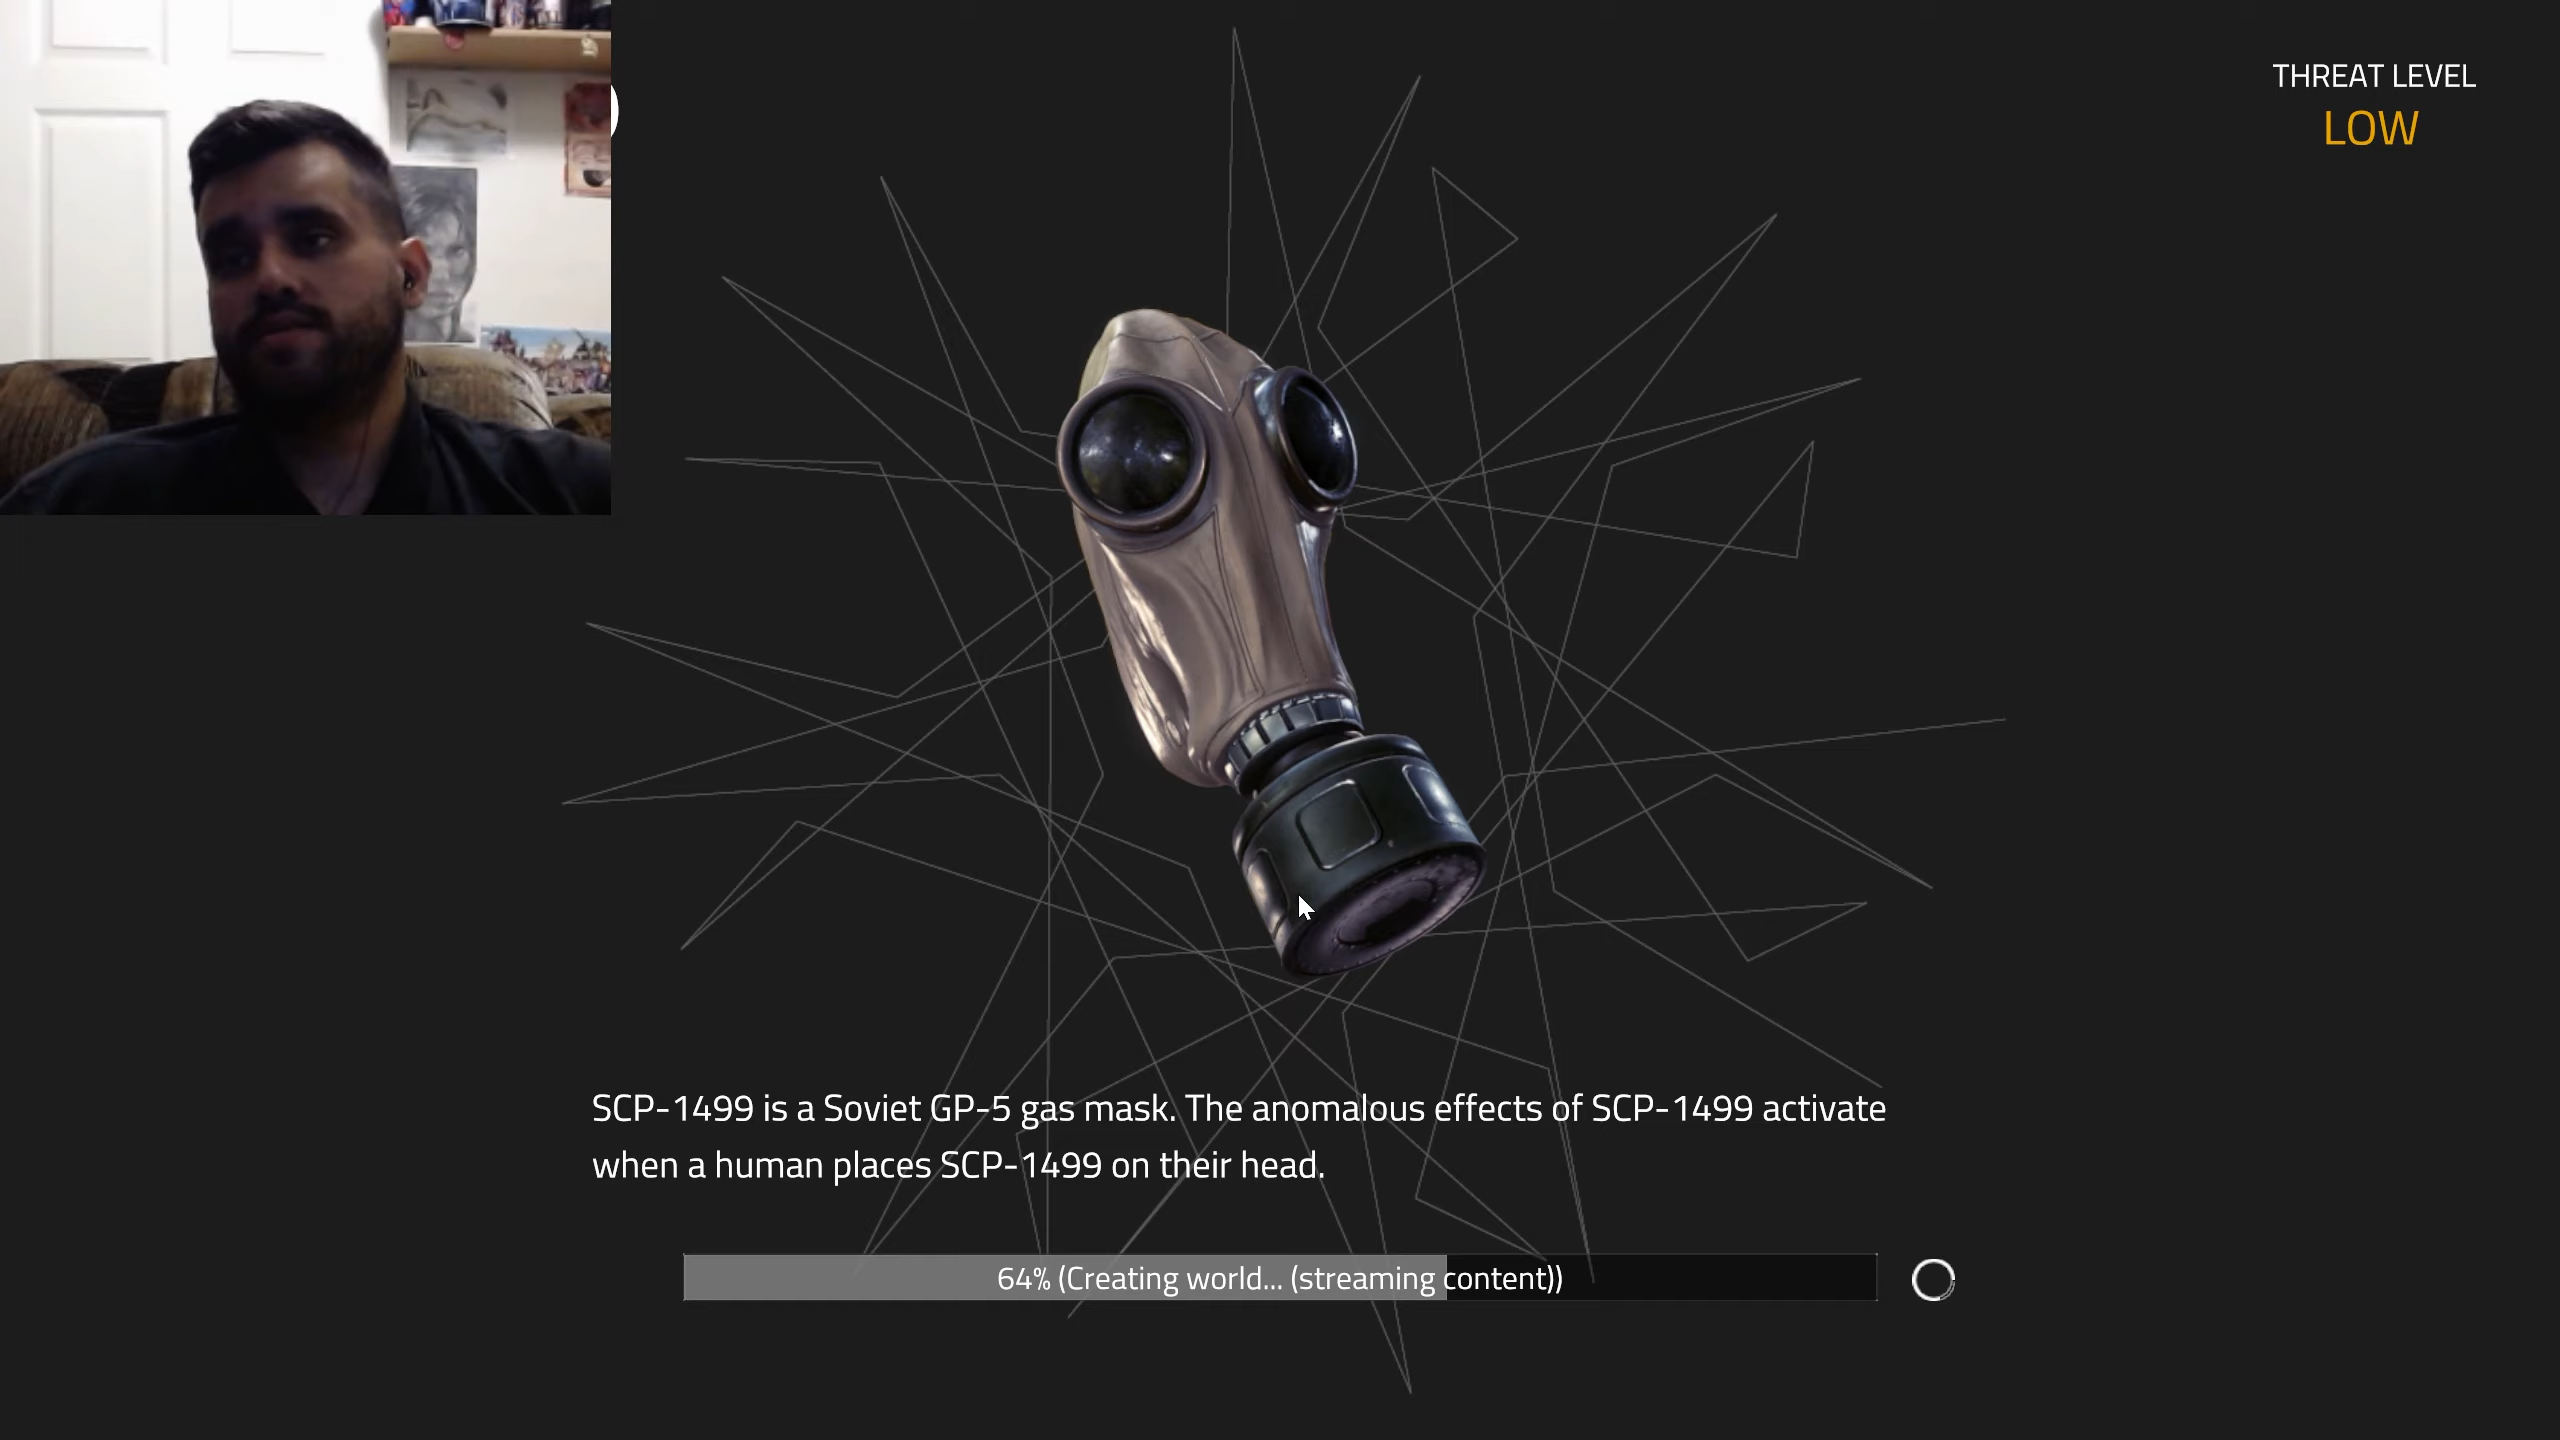 THREAT LEVEL
LOW
SCP-1499 is a Soviet GP-5 gas mask. The anomalous effects of SCP-1499 activate
when a human places SCP-1499 on their head.
64% (Creating world... (streaming content))